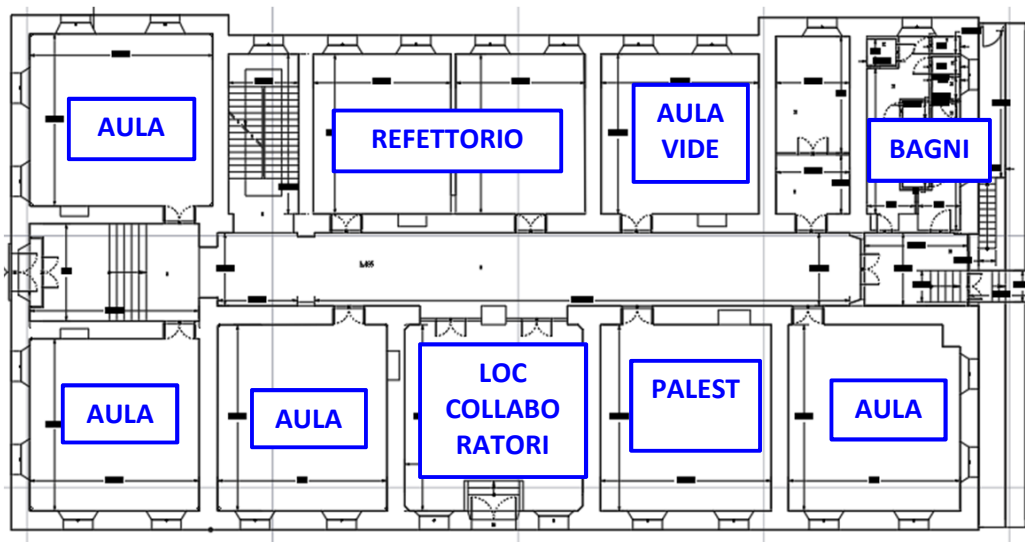 AULA
REFETTORIO
AULA
VIDE
BAGNI
AULA
AULA
LOC
COLLABO
RATORI
PALEST
AULA